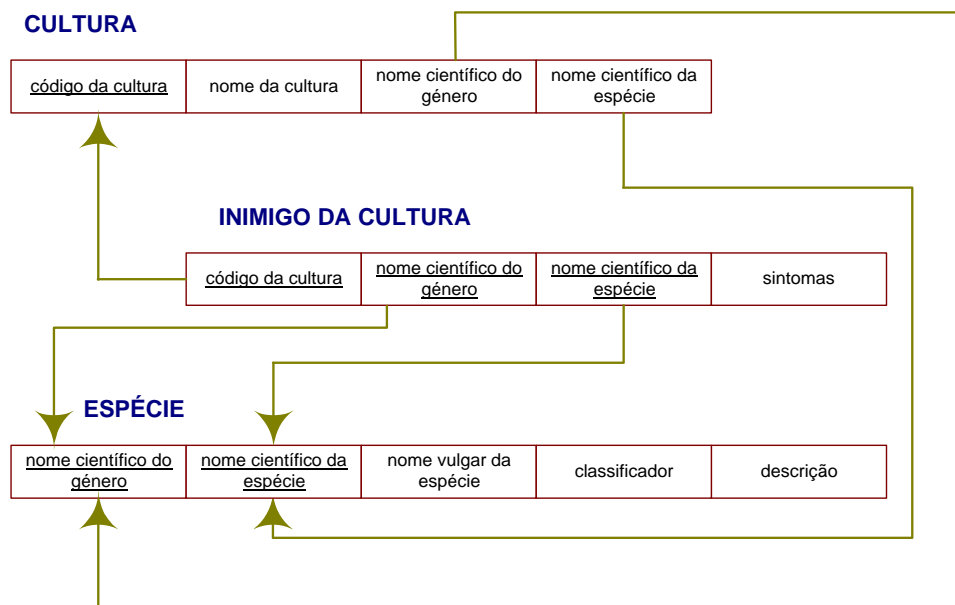 CULTURA
código da cultura
nome da cultura
nome científico do
género
nome científico da
espécie
INIMIGO DA CULTURA
código da cultura
nome científico do
género
nome científico da
espécie
sintomas
ESPÉCIE
nome científico do
género
nome científico da
espécie
nome vulgar da
espécie
classificador
descrição